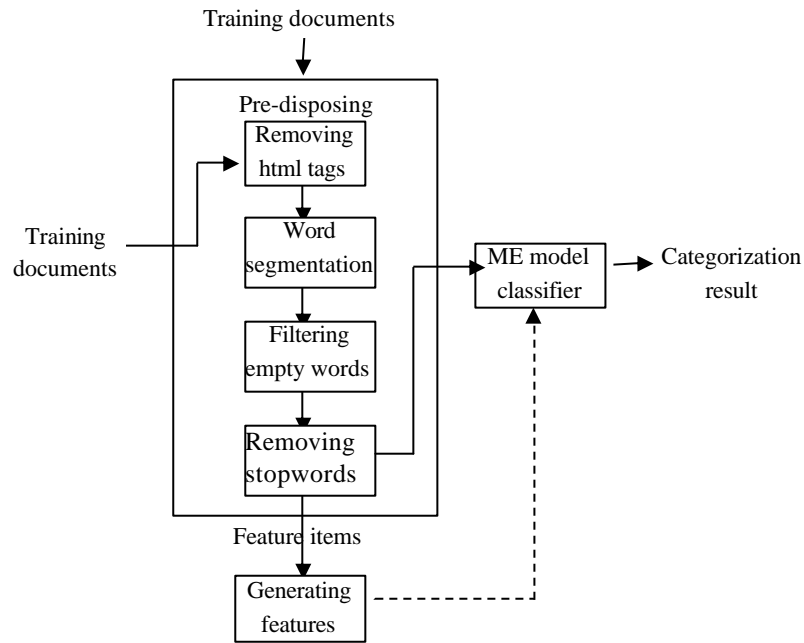 Training documents
Pre-disposing
Removing
html tags
Training
documents
Word
segmentation
ME model
classifier
Categorization
result
Filtering
empty words
Removing
stopwords
Feature items
Generating
features